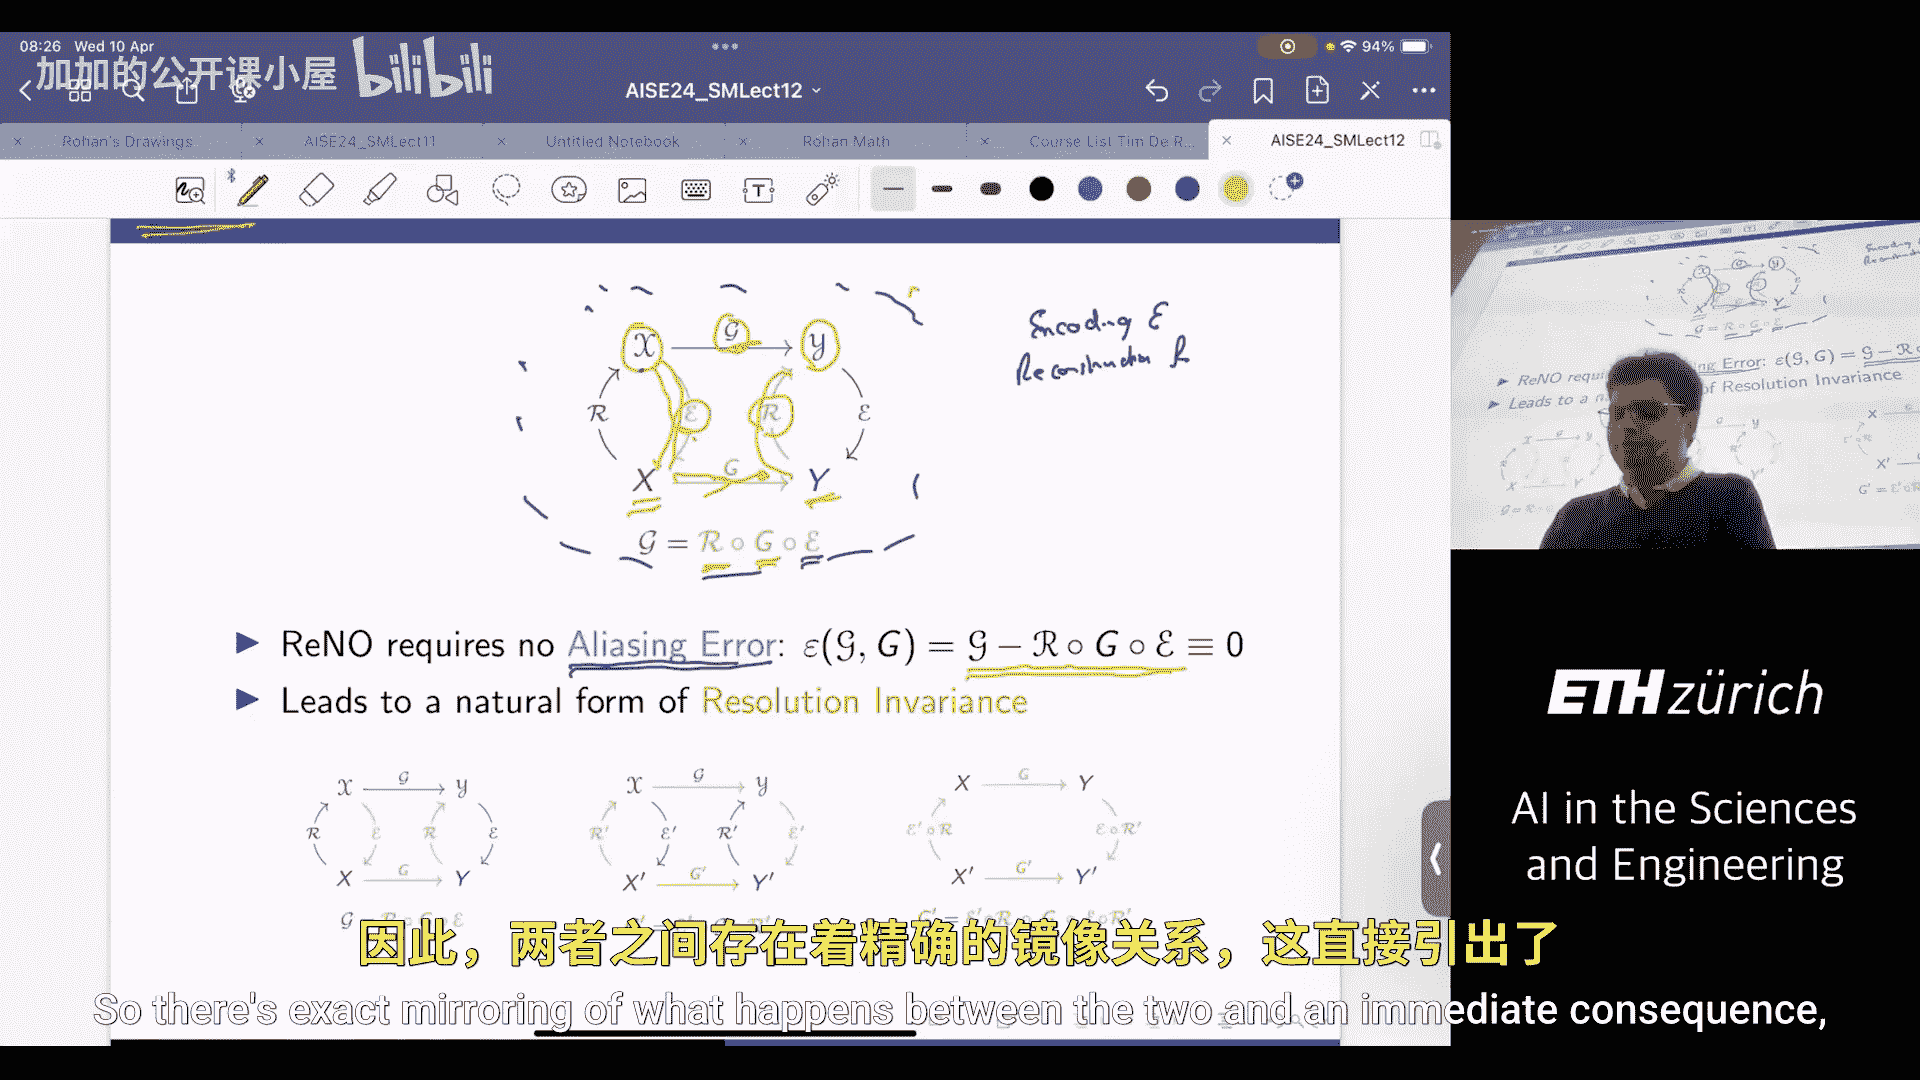 08:26 Wed 10 Apr
94%
加加的公开课小屋 bilibili
AISE24_SMLect12
Rohan's Drawings
AISE24_SMLect11
Untitled Notebook
Rohan Math
Course List Tim De R...
AISE24_SMLect12
Encoding ℰ
Reconstruction R
𝒳 𝒢 𝒴
ℛ ℰ ℛ ℰ
X G Y
𝒢 = ℛ ∘ G ∘ ℰ
ReNO requires no Aliasing Error: ε(𝒢, G) = 𝒢 − ℛ ∘ G ∘ ℰ ≡ 0
Leads to a natural form of Resolution Invariance
𝒳 𝒢 𝒴
ℛ ℰ ℛ ℰ
X G Y
𝒳 𝒢 𝒴
ℛ′ ℰ′ ℛ′ ℰ′
X′ G′ Y′
X G Y
ℰ′∘ℛ ℰ∘ℛ′
X′ G′ Y′
ETH zürich
AI in the Sciences
and Engineering
因此，两者之间存在着精确的镜像关系，这直接引出了
So there's exact mirroring of what happens between the two and an immediate consequence,